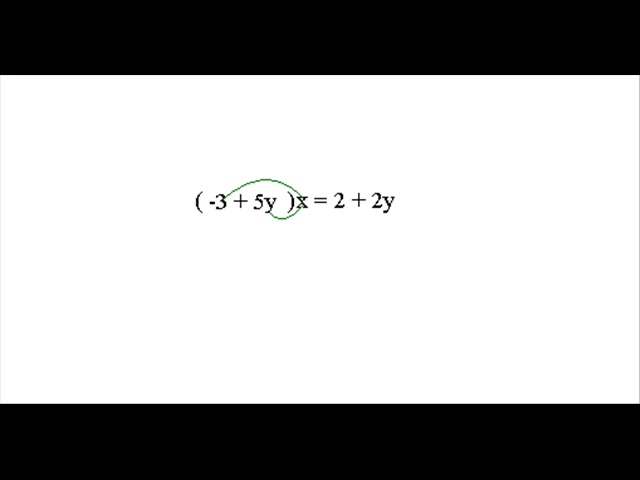 ( -3 + 5y )x = 2 + 2y